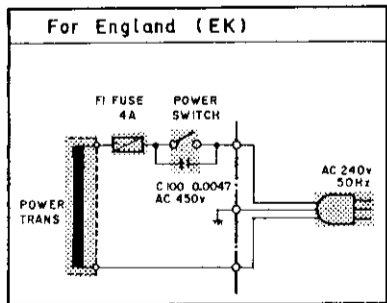 For England (EK)
F1 FUSE
4A
POWER
SWITCH
C100 0.0047
AC 450v
POWER
TRANS
AC 240v
50Hz